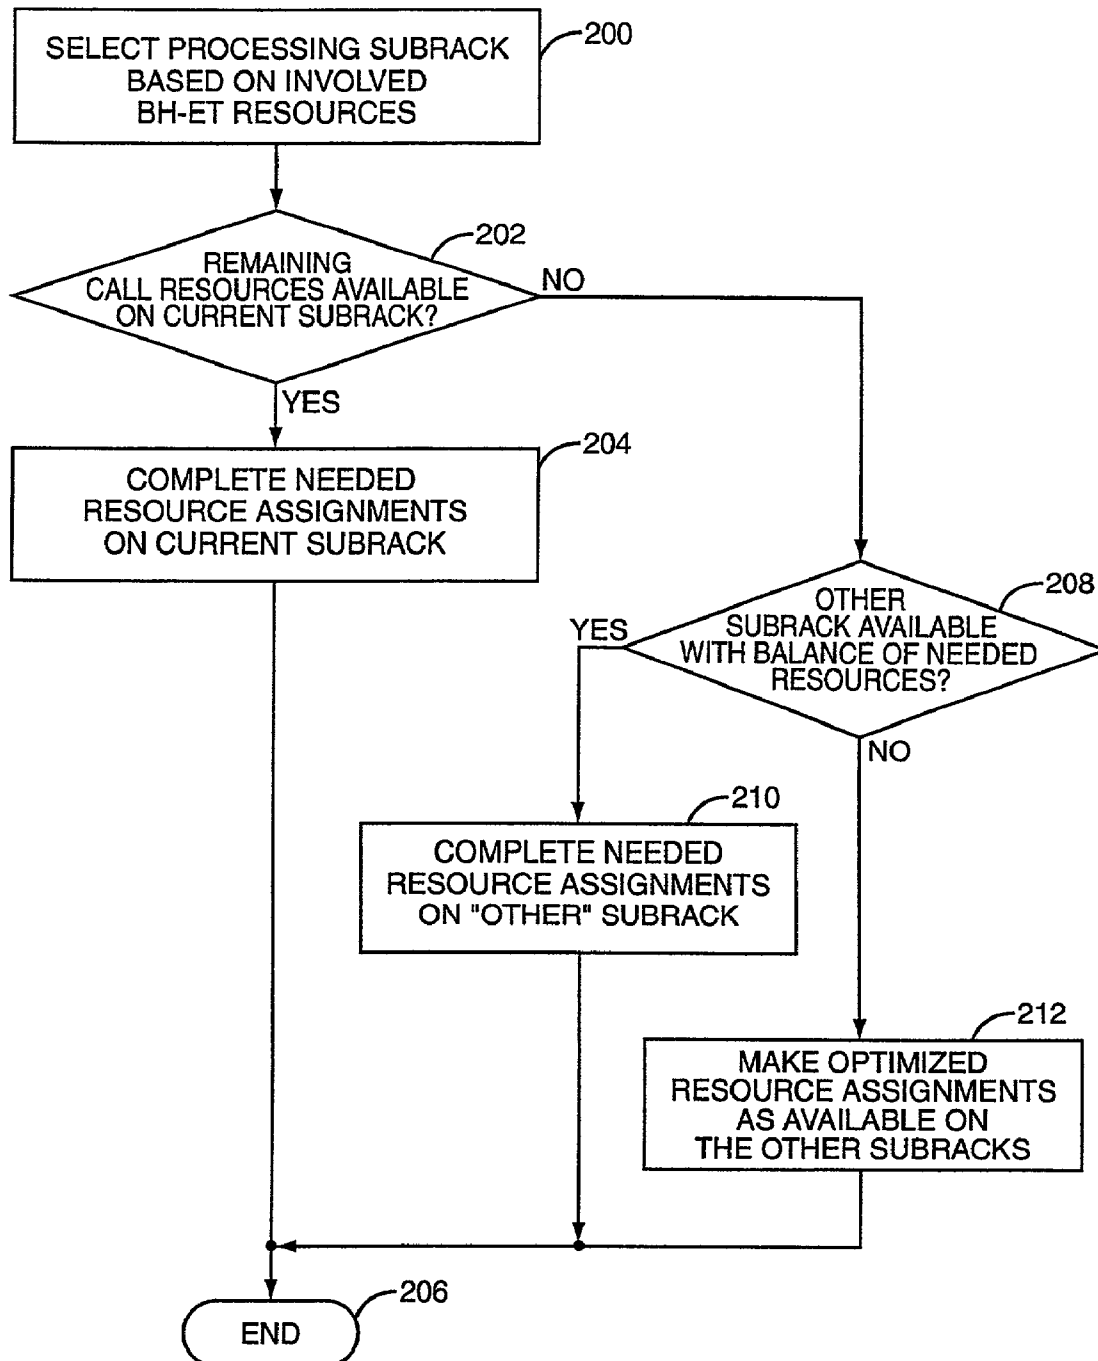 SELECT PROCESSING SUBRACK
BASED ON INVOLVED
BH-ET RESOURCES
200
202
REMAINING
CALL RESOURCES AVAILABLE
ON CURRENT SUBRACK?
NO
YES
204
COMPLETE NEEDED
RESOURCE ASSIGNMENTS
ON CURRENT SUBRACK
208
OTHER
SUBRACK AVAILABLE
WITH BALANCE OF NEEDED
RESOURCES?
YES
NO
210
COMPLETE NEEDED
RESOURCE ASSIGNMENTS
ON "OTHER" SUBRACK
212
MAKE OPTIMIZED
RESOURCE ASSIGNMENTS
AS AVAILABLE ON
THE OTHER SUBRACKS
206
END